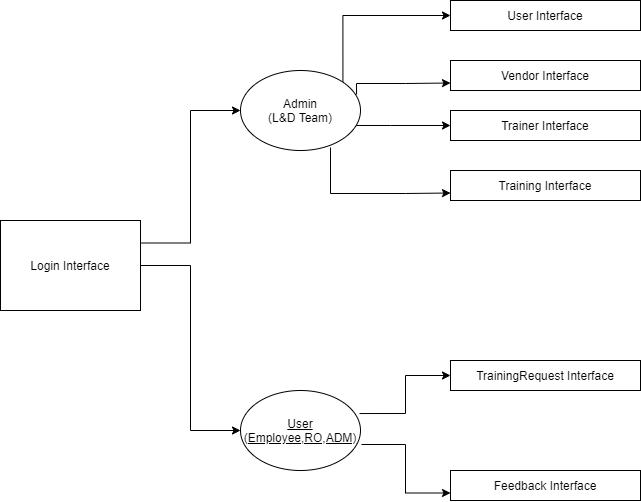 User Interface
Vendor Interface
Admin
(L&D Team)
Trainer Interface
Training Interface
Login Interface
TrainingRequest Interface
User
(Employee,RO,ADM)
Feedback Interface